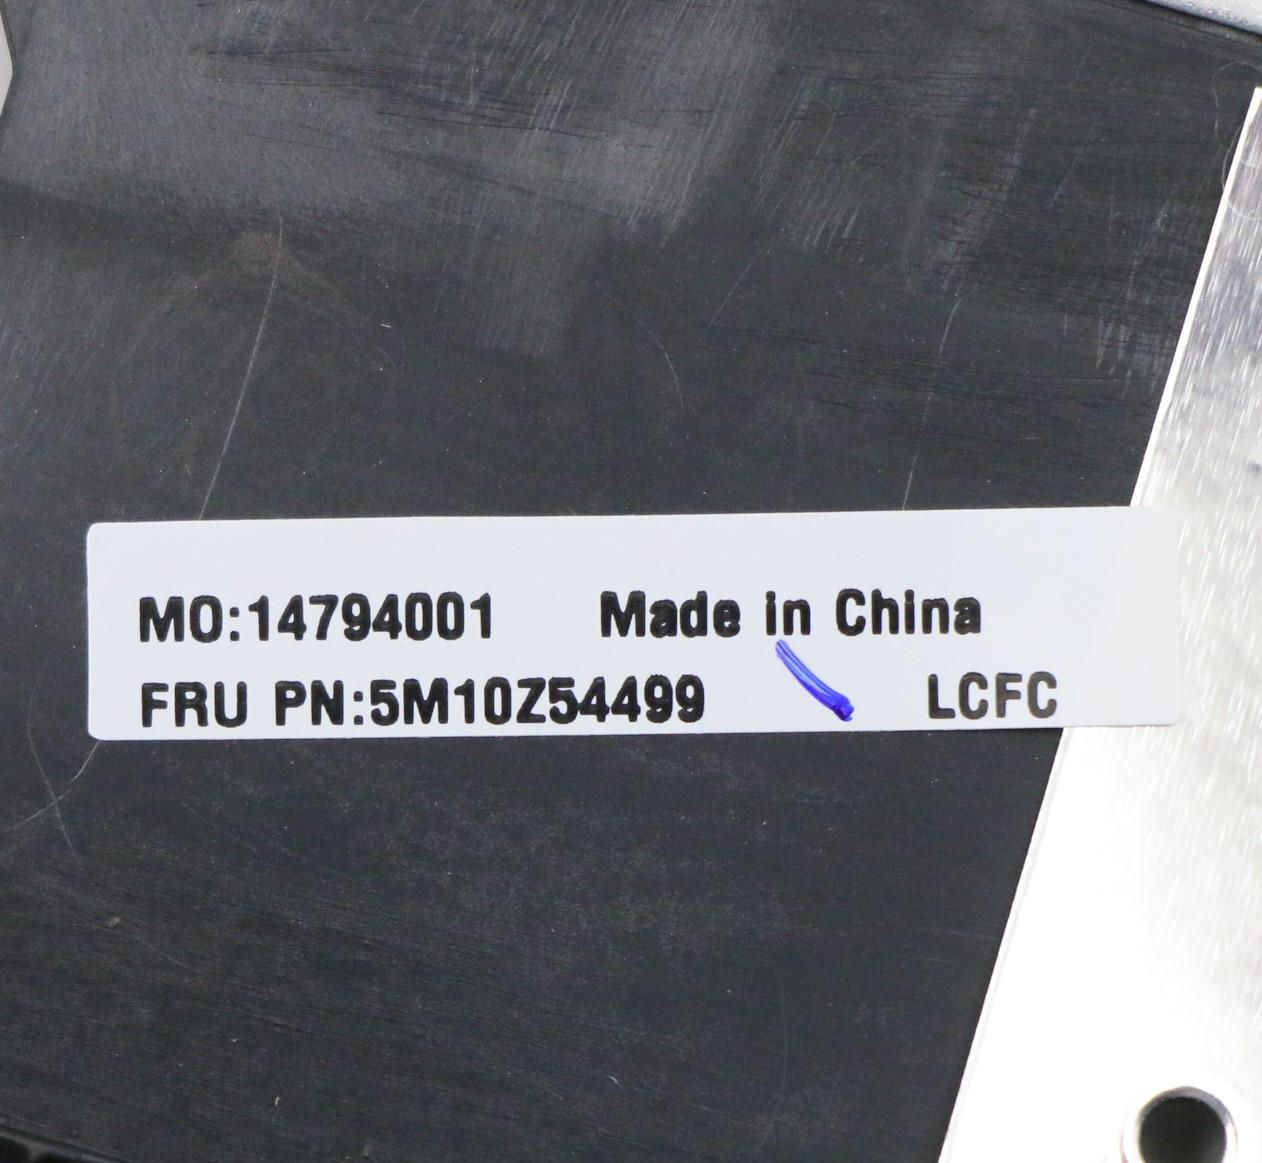 MO:14794001 Made in China
FRU PN:5M10Z54499 LCFC